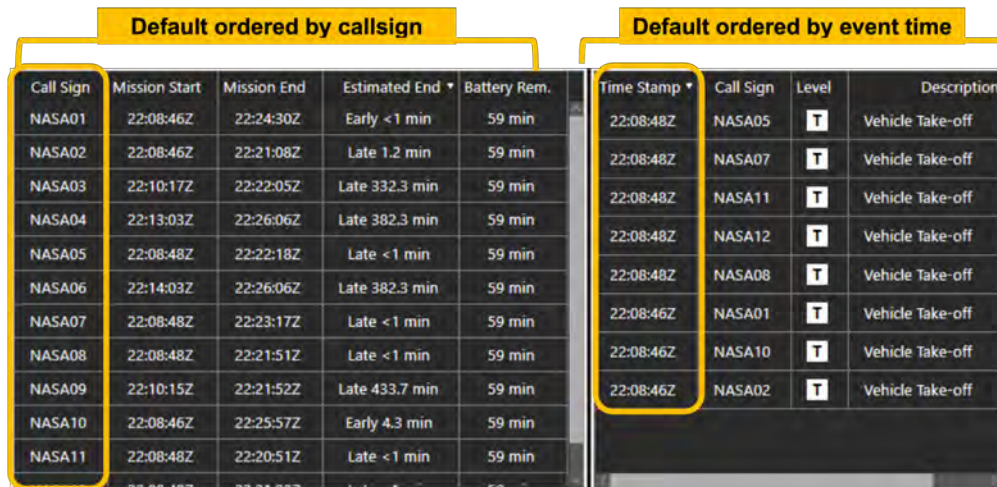 Default ordered by callsign
Default ordered by event time
Call Sign Mission Start Mission End Estimated End ▼ Battery Rem.
NASA01 22:08:46Z 22:24:30Z Early <1 min 59 min
NASA02 22:08:46Z 22:21:08Z Late 1.2 min 59 min
NASA03 22:10:17Z 22:22:05Z Late 332.3 min 59 min
NASA04 22:13:03Z 22:26:06Z Late 382.3 min 59 min
NASA05 22:08:48Z 22:22:18Z Late <1 min 59 min
NASA06 22:14:03Z 22:26:06Z Late 382.3 min 59 min
NASA07 22:08:48Z 22:23:17Z Late <1 min 59 min
NASA08 22:08:48Z 22:21:51Z Late <1 min 59 min
NASA09 22:10:15Z 22:21:52Z Late 433.7 min 59 min
NASA10 22:08:46Z 22:25:57Z Early 4.3 min 59 min
NASA11 22:08:48Z 22:20:51Z Late <1 min 59 min
Time Stamp ▼ Call Sign Level Description
22:08:48Z NASA05 T Vehicle Take-off
22:08:48Z NASA07 T Vehicle Take-off
22:08:48Z NASA11 T Vehicle Take-off
22:08:48Z NASA12 T Vehicle Take-off
22:08:48Z NASA08 T Vehicle Take-off
22:08:46Z NASA01 T Vehicle Take-off
22:08:46Z NASA10 T Vehicle Take-off
22:08:46Z NASA02 T Vehicle Take-off